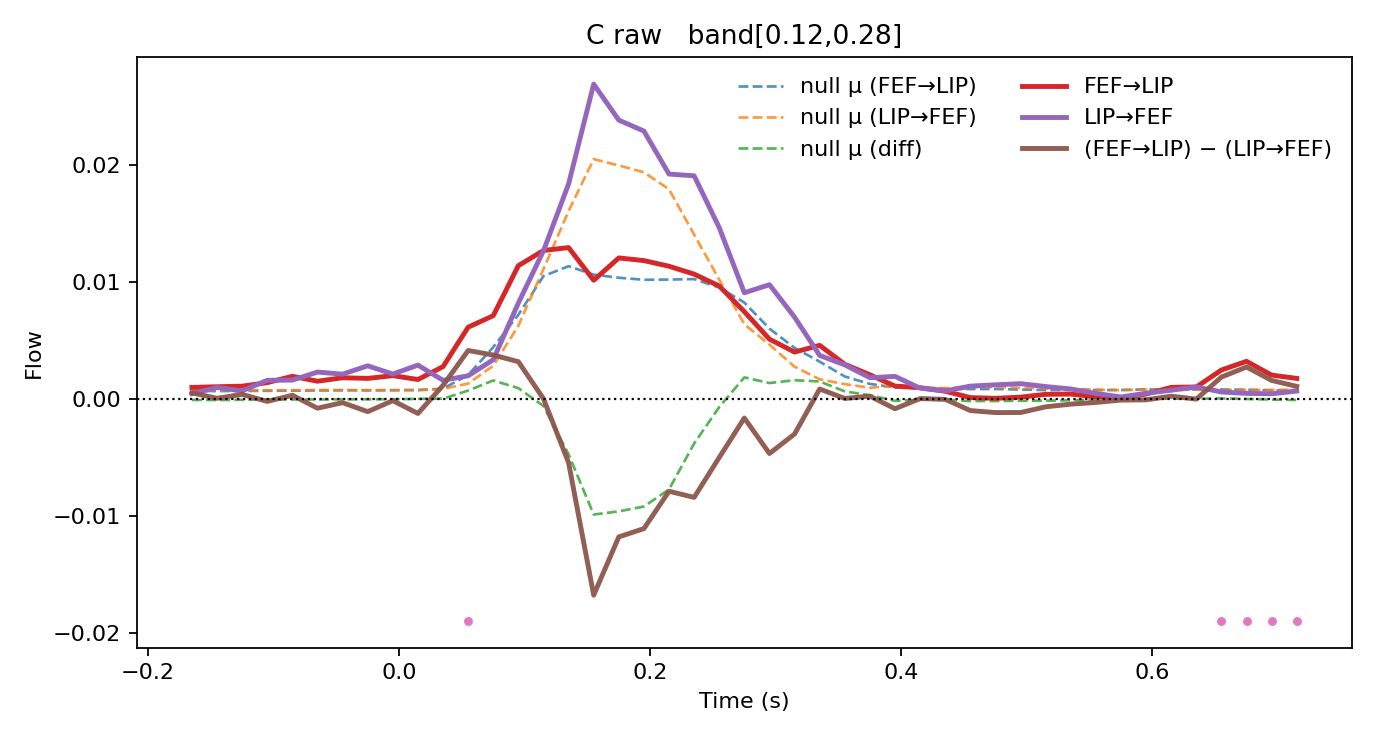 C raw   band[0.12,0.28]
null μ (FEF→LIP)
null μ (LIP→FEF)
null μ (diff)
FEF→LIP
LIP→FEF
(FEF→LIP) − (LIP→FEF)
Flow
0.02
0.01
0.00
−0.01
−0.02
−0.2
0.0
0.2
0.4
0.6
Time (s)